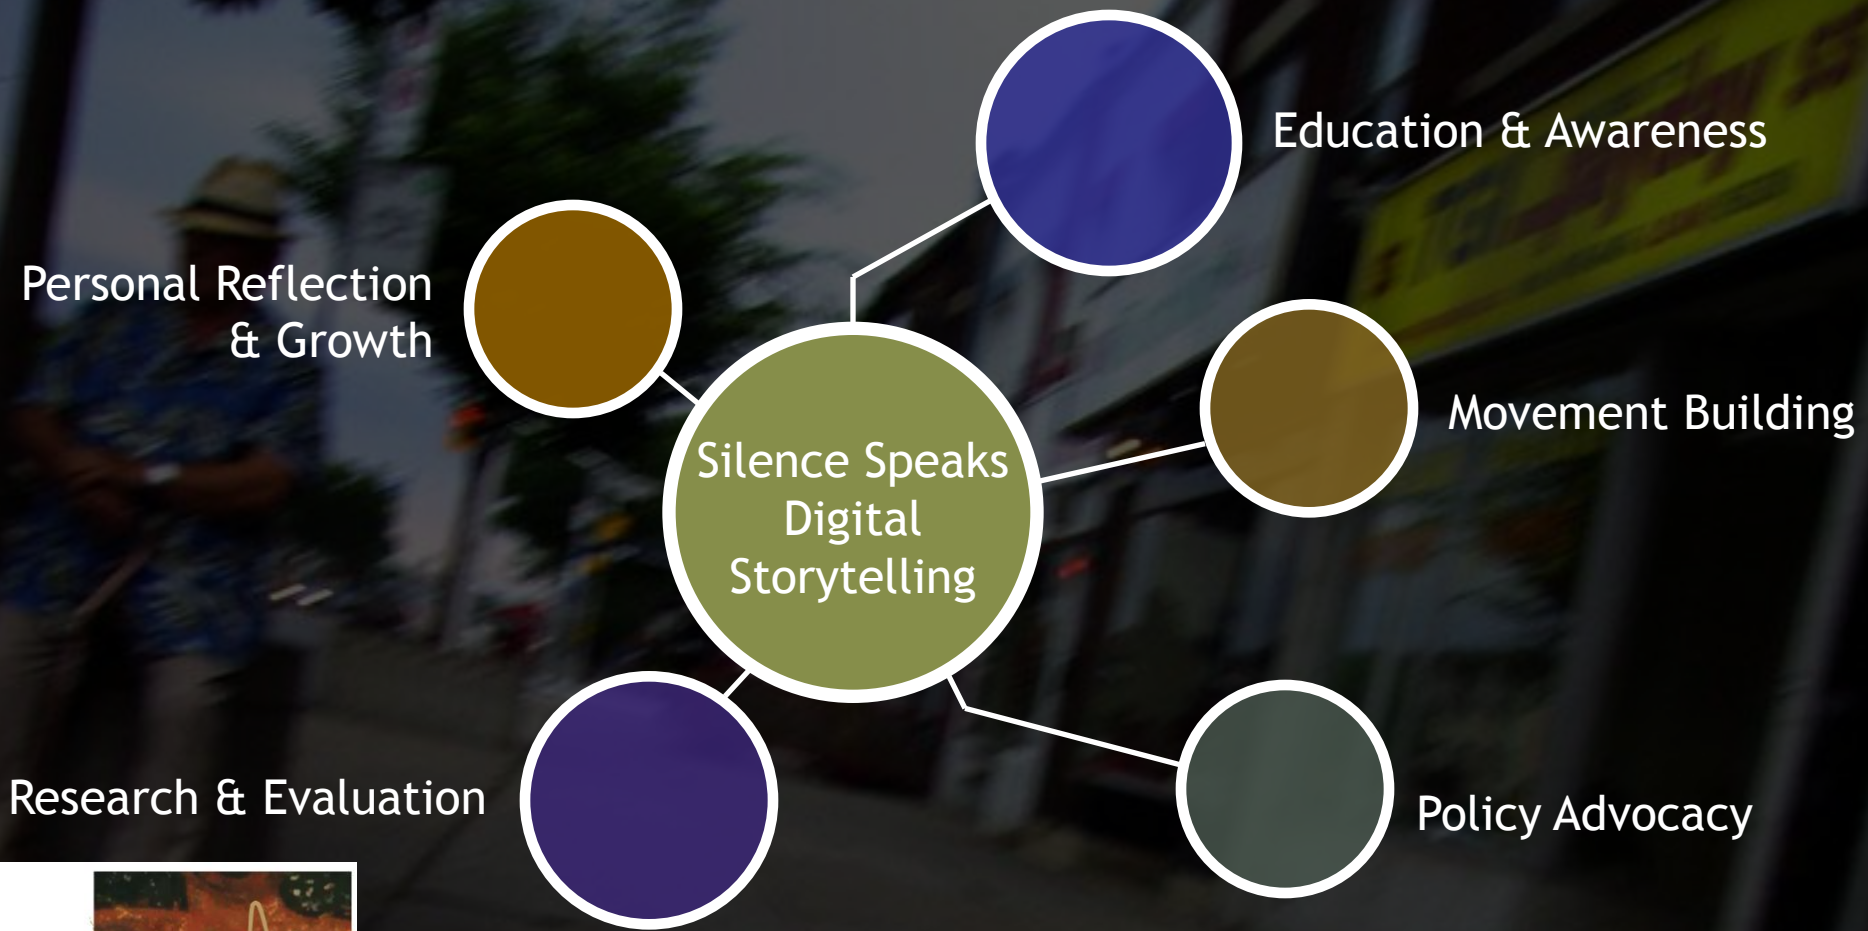 Education & Awareness
Personal Reflection
& Growth
Movement Building
Silence Speaks
Digital
Storytelling
Research & Evaluation
Policy Advocacy